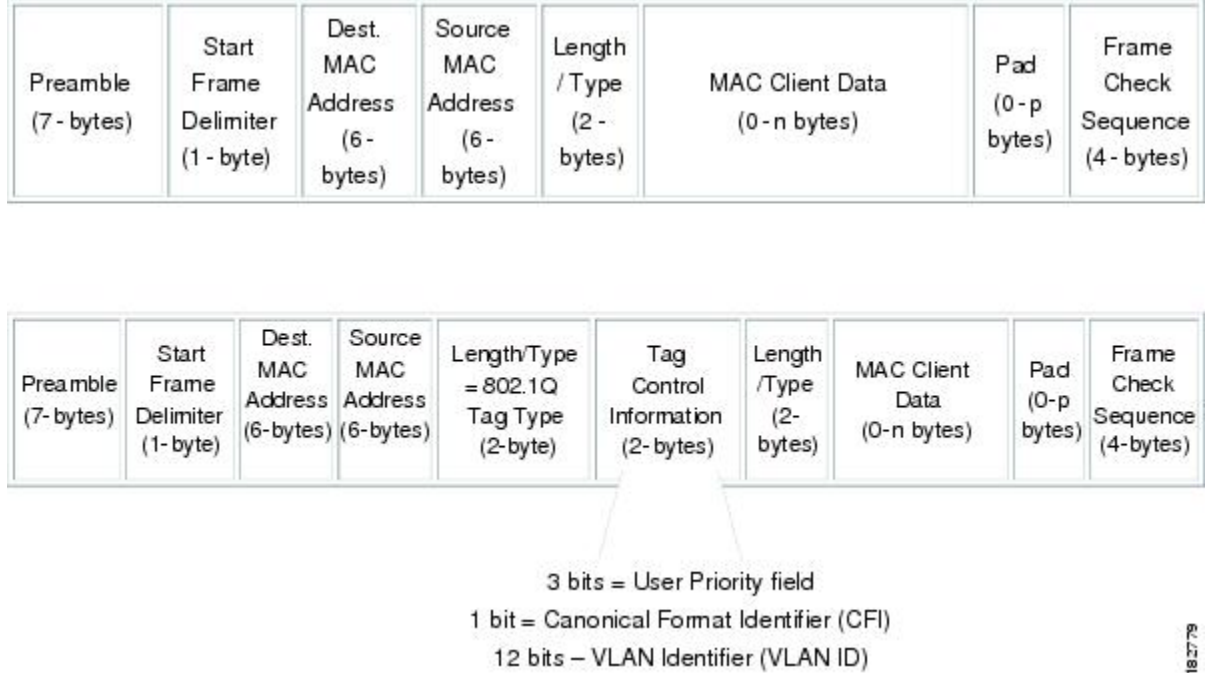 Preamble
(7 - bytes)
Start
Frame
Delimiter
(1 - byte)
Dest.
MAC
Address
(6 -
bytes)
Source
MAC
Address
(6 -
bytes)
Length
/ Type
(2 -
bytes)
MAC Client Data
(0 - n bytes)
Pad
(0 - p
bytes)
Frame
Check
Sequence
(4 - bytes)
Preamble
(7- bytes)
Start
Frame
Delimiter
(1- byte)
Dest.
MAC
Address
(6-bytes)
Source
MAC
Address
(6-bytes)
Length/Type
= 802.1Q
Tag Type
(2-byte)
Tag
Control
Information
(2- bytes)
Length
/Type
(2-
bytes)
MAC Client
Data
(0-n bytes)
Pad
(0-p
bytes)
Frame
Check
Sequence
(4-bytes)
3 bits = User Priority field
1 bit = Canonical Format Identifier (CFI)
12 bits – VLAN Identifier (VLAN ID)
182779